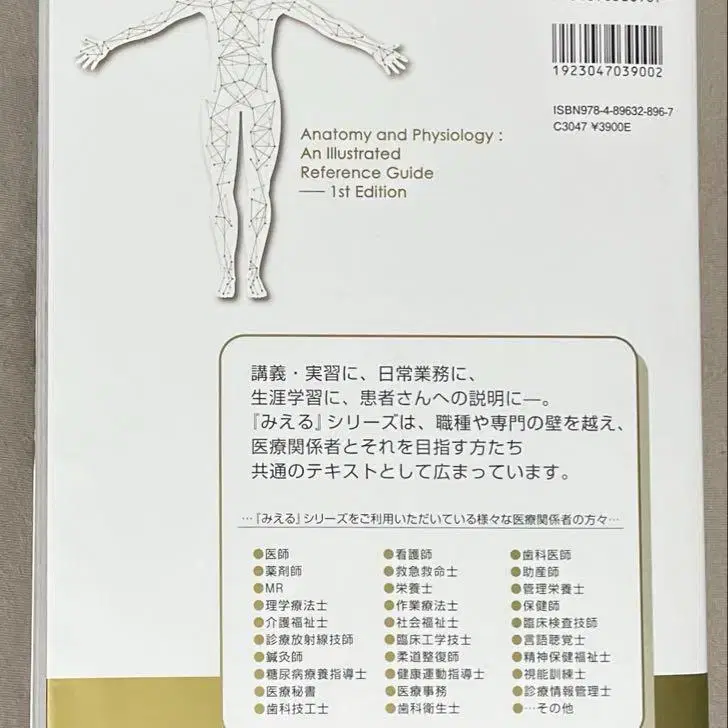 1923047039002
ISBN978-4-89632-896-7
C3047 ¥3900E
Anatomy and Physiology :
An Illustrated
Reference Guide
── 1st Edition
講義・実習に、日常業務に、
生涯学習に、患者さんへの説明に―。
『みえる』シリーズは、職種や専門の壁を越え、
医療関係者とそれを目指す方たち
共通のテキストとして広まっています。
…『みえる』シリーズをご利用いただいている様々な医療関係者の方々…
●医師 ●看護師 ●歯科医師
●薬剤師 ●救急救命士 ●助産師
●MR ●栄養士 ●管理栄養士
●理学療法士 ●作業療法士 ●保健師
●介護福祉士 ●社会福祉士 ●臨床検査技師
●診療放射線技師 ●臨床工学技士 ●言語聴覚士
●鍼灸師 ●柔道整復師 ●精神保健福祉士
●糖尿病療養指導士 ●健康運動指導士 ●視能訓練士
●医療秘書 ●医療事務 ●診療情報管理士
●歯科技工士 ●歯科衛生士 ●…その他